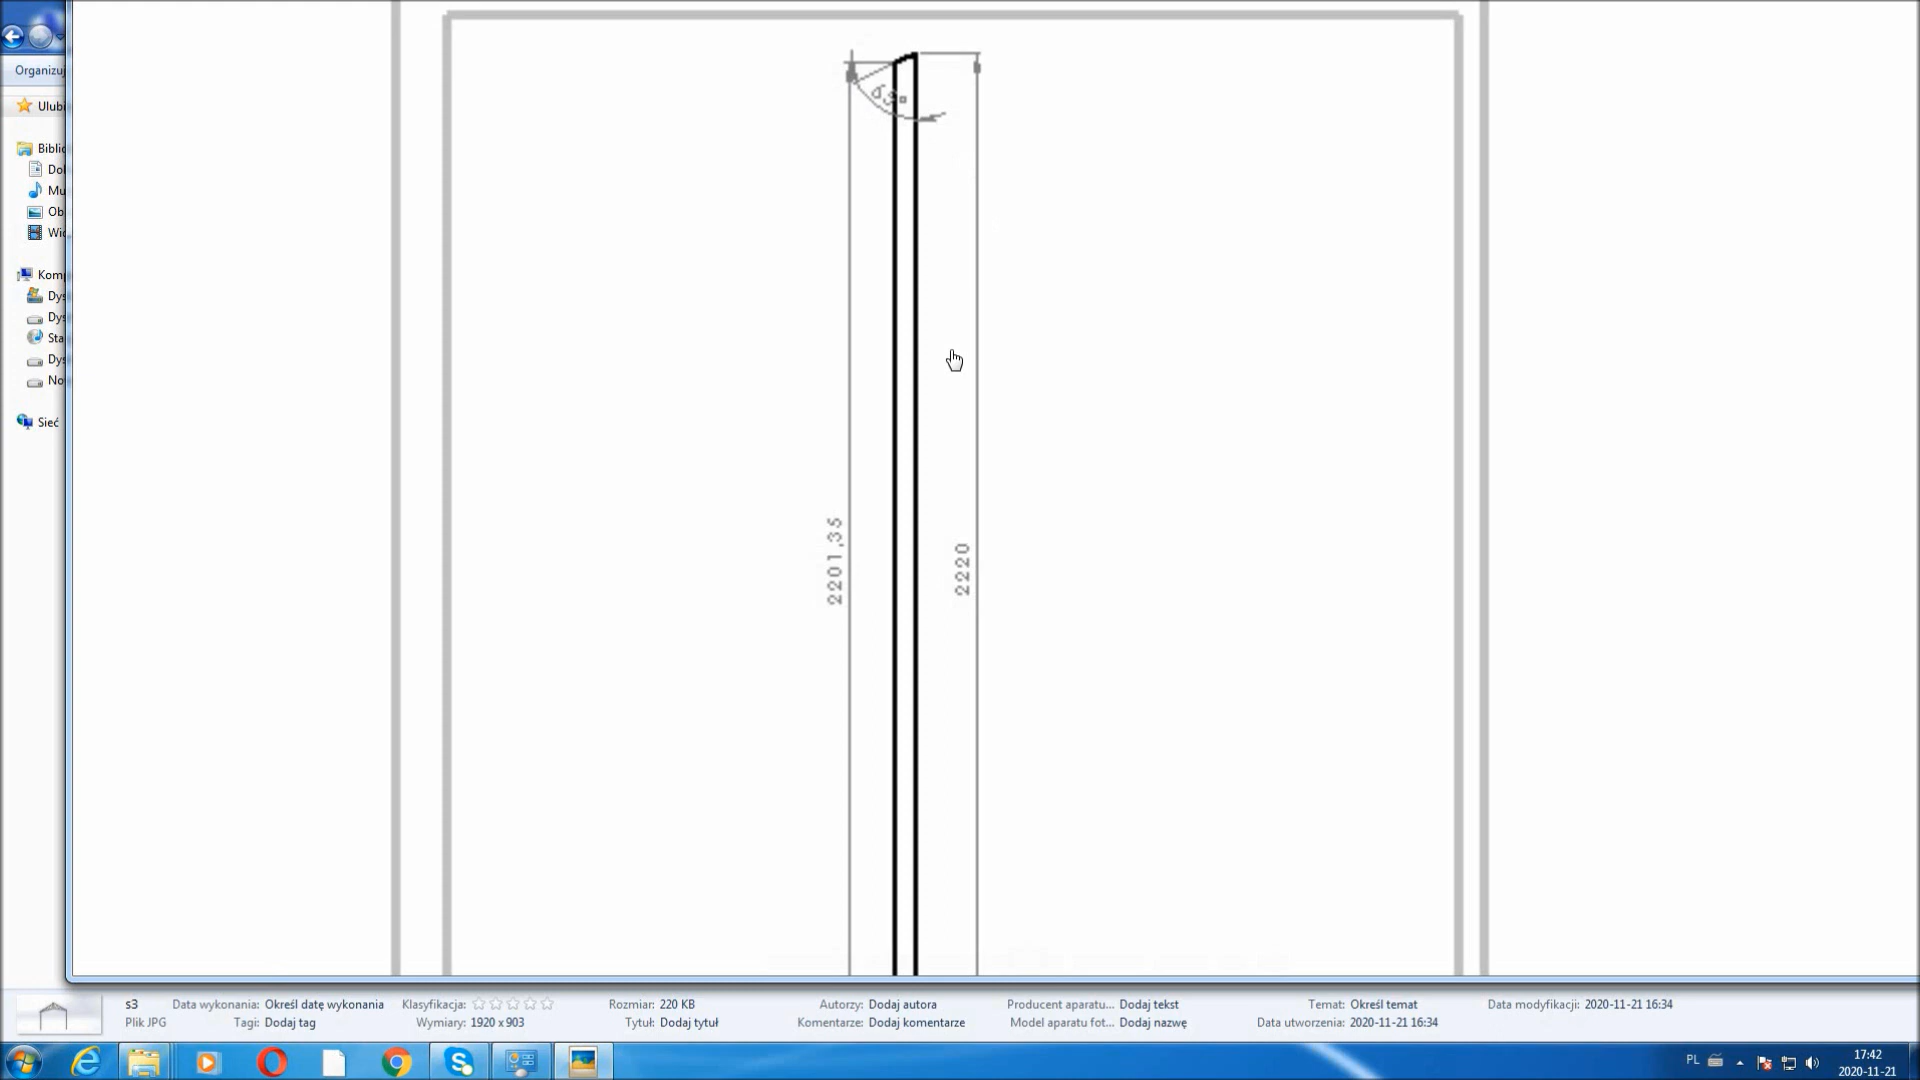 Organizuj
Ulubi
Biblic
Dol
Mu
Ob
Wic
Komp
Dys
Dys
Sta
Dys
No
Sieć
65°
2201,35
2220
s3 Data wykonania: Określ datę wykonania Klasyfikacja: Rozmiar: 220 KB Autorzy: Dodaj autora Producent aparatu... Dodaj tekst Temat: Określ temat Data modyfikacji: 2020-11-21 16:34
Plik JPG Tagi: Dodaj tag Wymiary: 1920 x 903 Tytuł: Dodaj tytuł Komentarze: Dodaj komentarze Model aparatu fot... Dodaj nazwę Data utworzenia: 2020-11-21 16:34
PL 17:42
2020-11-21